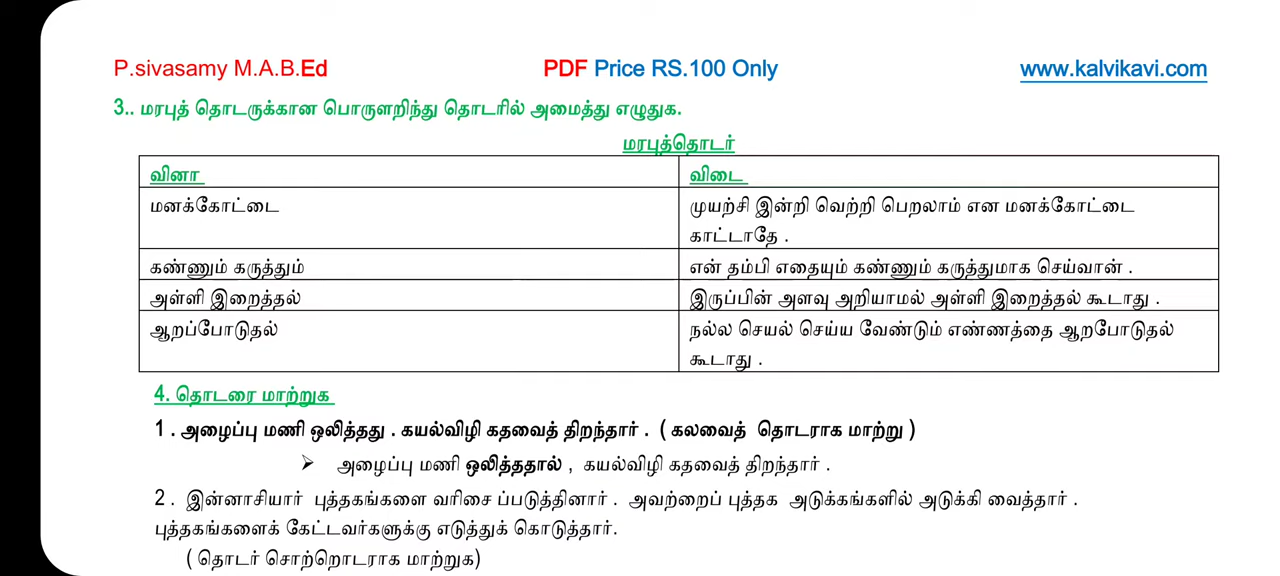 P.sivasamy M.A.B.Ed PDF Price RS.100 Only www.kalvikavi.com
3.. மரபுத் தொடருக்கான பொருளறிந்து தொடரில் அமைத்து எழுதுக.
மரபுத்தொடர்
வினா விடை
மனக்கோட்டை முயற்சி இன்றி வெற்றி பெறலாம் என மனக்கோட்டை
காட்டாதே .
கண்ணும் கருத்தும் என் தம்பி எதையும் கண்ணும் கருத்துமாக செய்வான் .
அள்ளி இறைத்தல் இருப்பின் அளவு அறியாமல் அள்ளி இறைத்தல் கூடாது .
ஆறப்போடுதல் நல்ல செயல் செய்ய வேண்டும் எண்ணத்தை ஆறபோடுதல்
கூடாது .
4. தொடரை மாற்றுக
1 . அழைப்பு மணி ஒலித்தது . கயல்விழி கதவைத் திறந்தார் . ( கலவைத் தொடராக மாற்று )
➢ அழைப்பு மணி ஒலித்ததால் , கயல்விழி கதவைத் திறந்தார் .
2 . இன்னாசியார் புத்தகங்களை வரிசை ப்படுத்தினார் . அவற்றைப் புத்தக அடுக்கங்களில் அடுக்கி வைத்தார் .
புத்தகங்களைக் கேட்டவர்களுக்கு எடுத்துக் கொடுத்தார்.
( தொடர் சொற்றொடராக மாற்றுக)